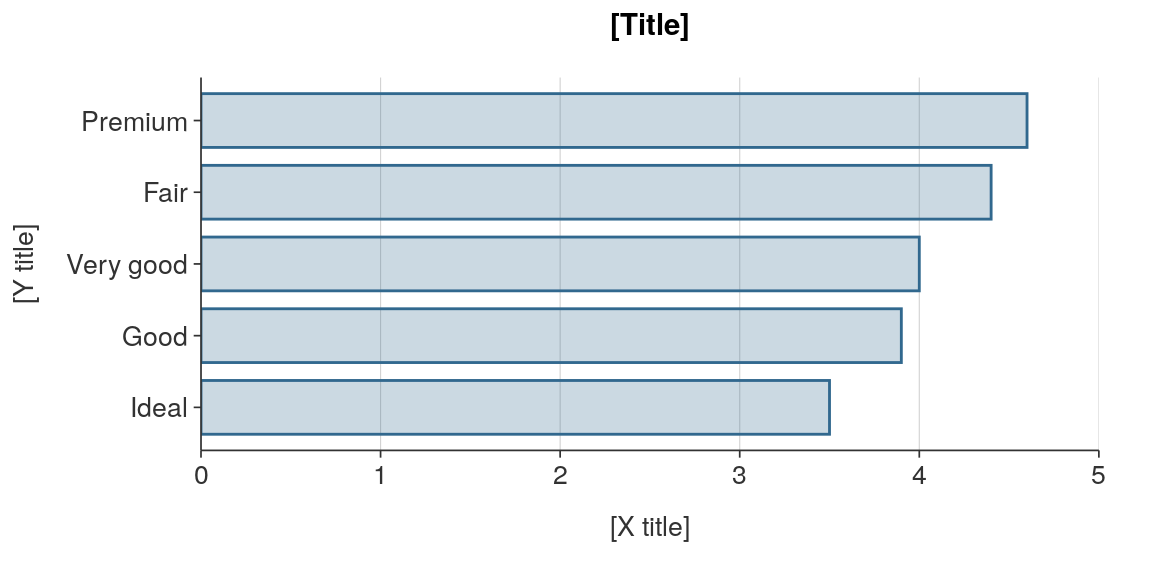 [Title]
[Y title]
Premium
Fair
Very good
Good
Ideal
0 1 2 3 4 5
[X title]